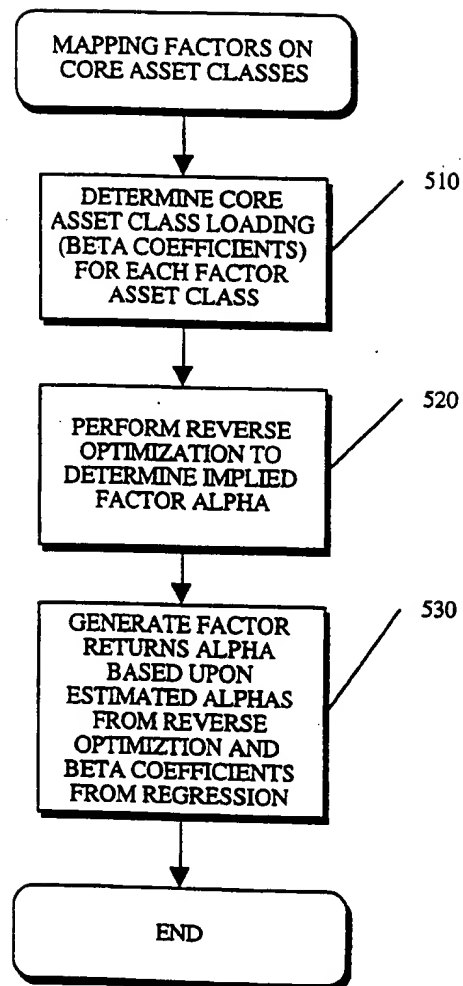 MAPPING FACTORS ON
CORE ASSET CLASSES
510
DETERMINE CORE
ASSET CLASS LOADING
(BETA COEFFICIENTS)
FOR EACH FACTOR
ASSET CLASS
520
PERFORM REVERSE
OPTIMIZATION TO
DETERMINE IMPLIED
FACTOR ALPHA
530
GENERATE FACTOR
RETURNS ALPHA
BASED UPON
ESTIMATED ALPHAS
FROM REVERSE
OPTIMIZTION AND
BETA COEFFICIENTS
FROM REGRESSION
END